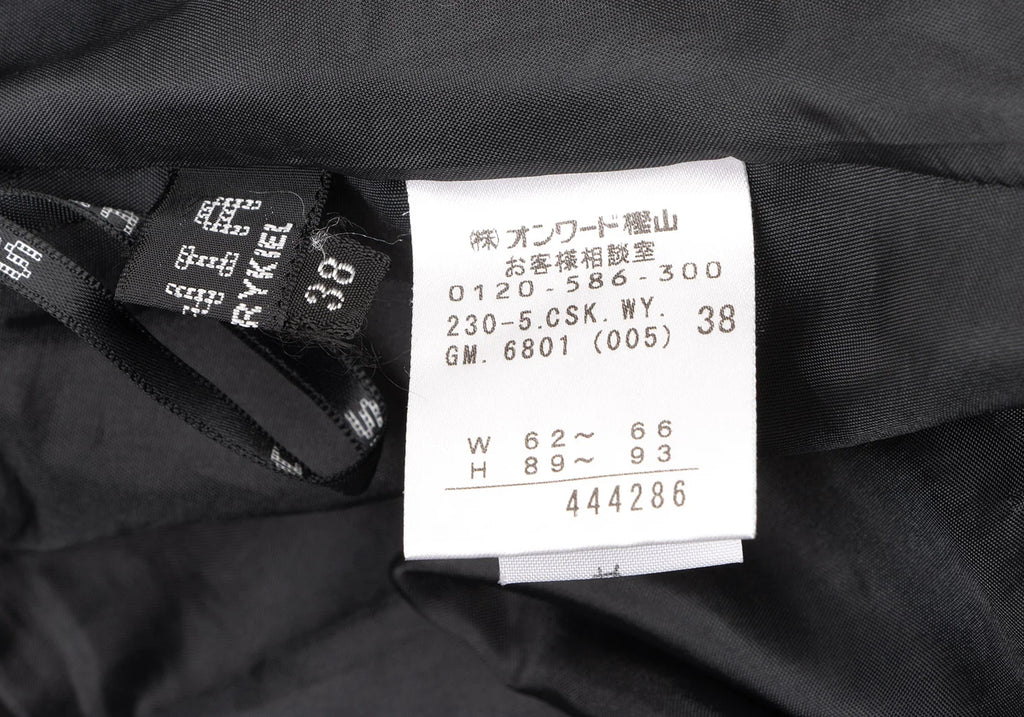 RYKIEL
38
(株)オンワード樫山
お客様相談室
0120-586-300
230-5.CSK.WY. 38
GM. 6801 (005)
W 62～ 66
H 89～ 93
444286